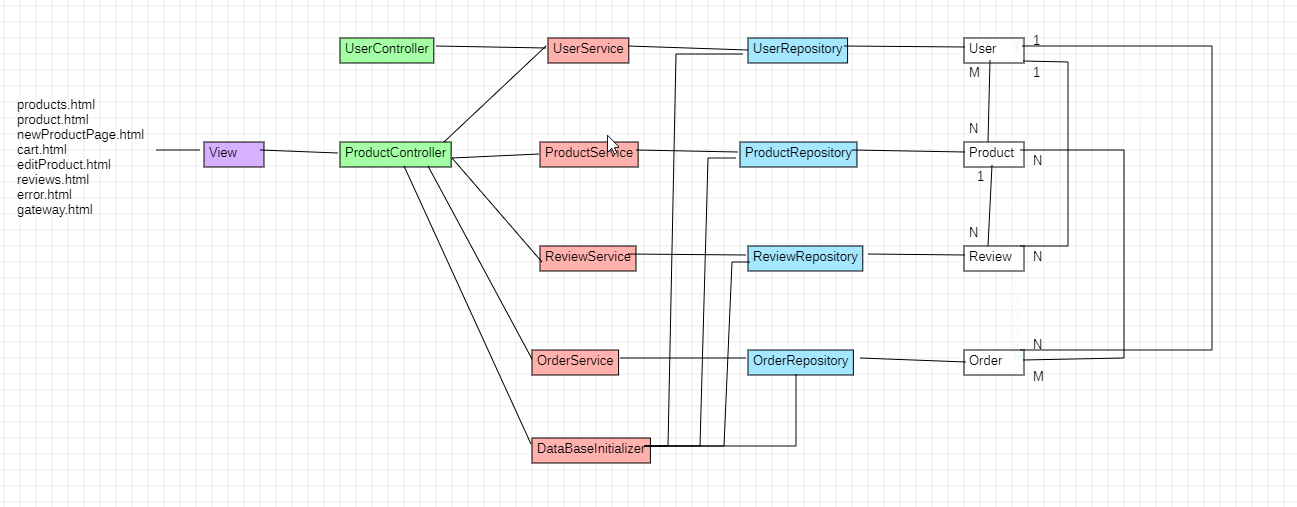 UserController
UserService
UserRepository
User
1
M
1
products.html
product.html
newProductPage.html
cart.html
editProduct.html
reviews.html
error.html
gateway.html
View
ProductController
ProductService
ProductRepository
N
Product
N
1
N
ReviewService
ReviewRepository
Review
N
OrderService
OrderRepository
Order
N
M
DataBaseInitializer